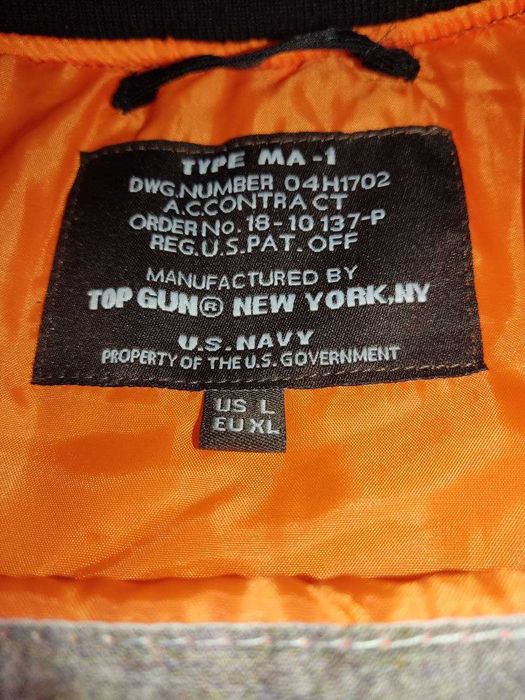 TYPE MA-1
DWG.NUMBER 04H1702
A.C.CONTRACT
ORDER No. 18-10137-P
REG.U.S.PAT.OFF
MANUFACTURED BY
TOP GUN® NEW YORK,NY
U.S.NAVY
PROPERTY OF THE U.S. GOVERNMENT
US L
EU XL